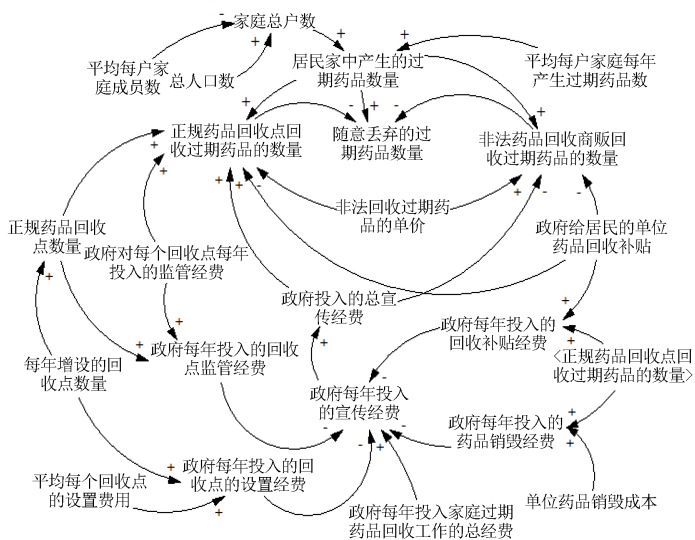 家庭总户数
平均每户家
庭成员数
总人口数
居民家中产生的过
期药品数量
平均每户家庭每年
产生过期药品数
正规药品回收点回
收过期药品的数量
随意丢弃的过
期药品数量
非法药品回收商贩回
收过期药品的数量
非法回收过期药
品的单价
正规药品回收
点数量
政府对每个回收点每年
投入的监管经费
政府给居民的单位
药品回收补贴
政府投入的总宣
传经费
政府每年投入的
回收补贴经费
政府每年投入的回收
点监管经费
<正规药品回收点回
收过期药品的数量>
每年增设的回
收点数量
政府每年投入
的宣传经费
政府每年投入的
药品销毁经费
政府每年投入的回
收点的设置经费
平均每个回收点
的设置费用
单位药品销毁成本
政府每年投入家庭过期
药品回收工作的总经费